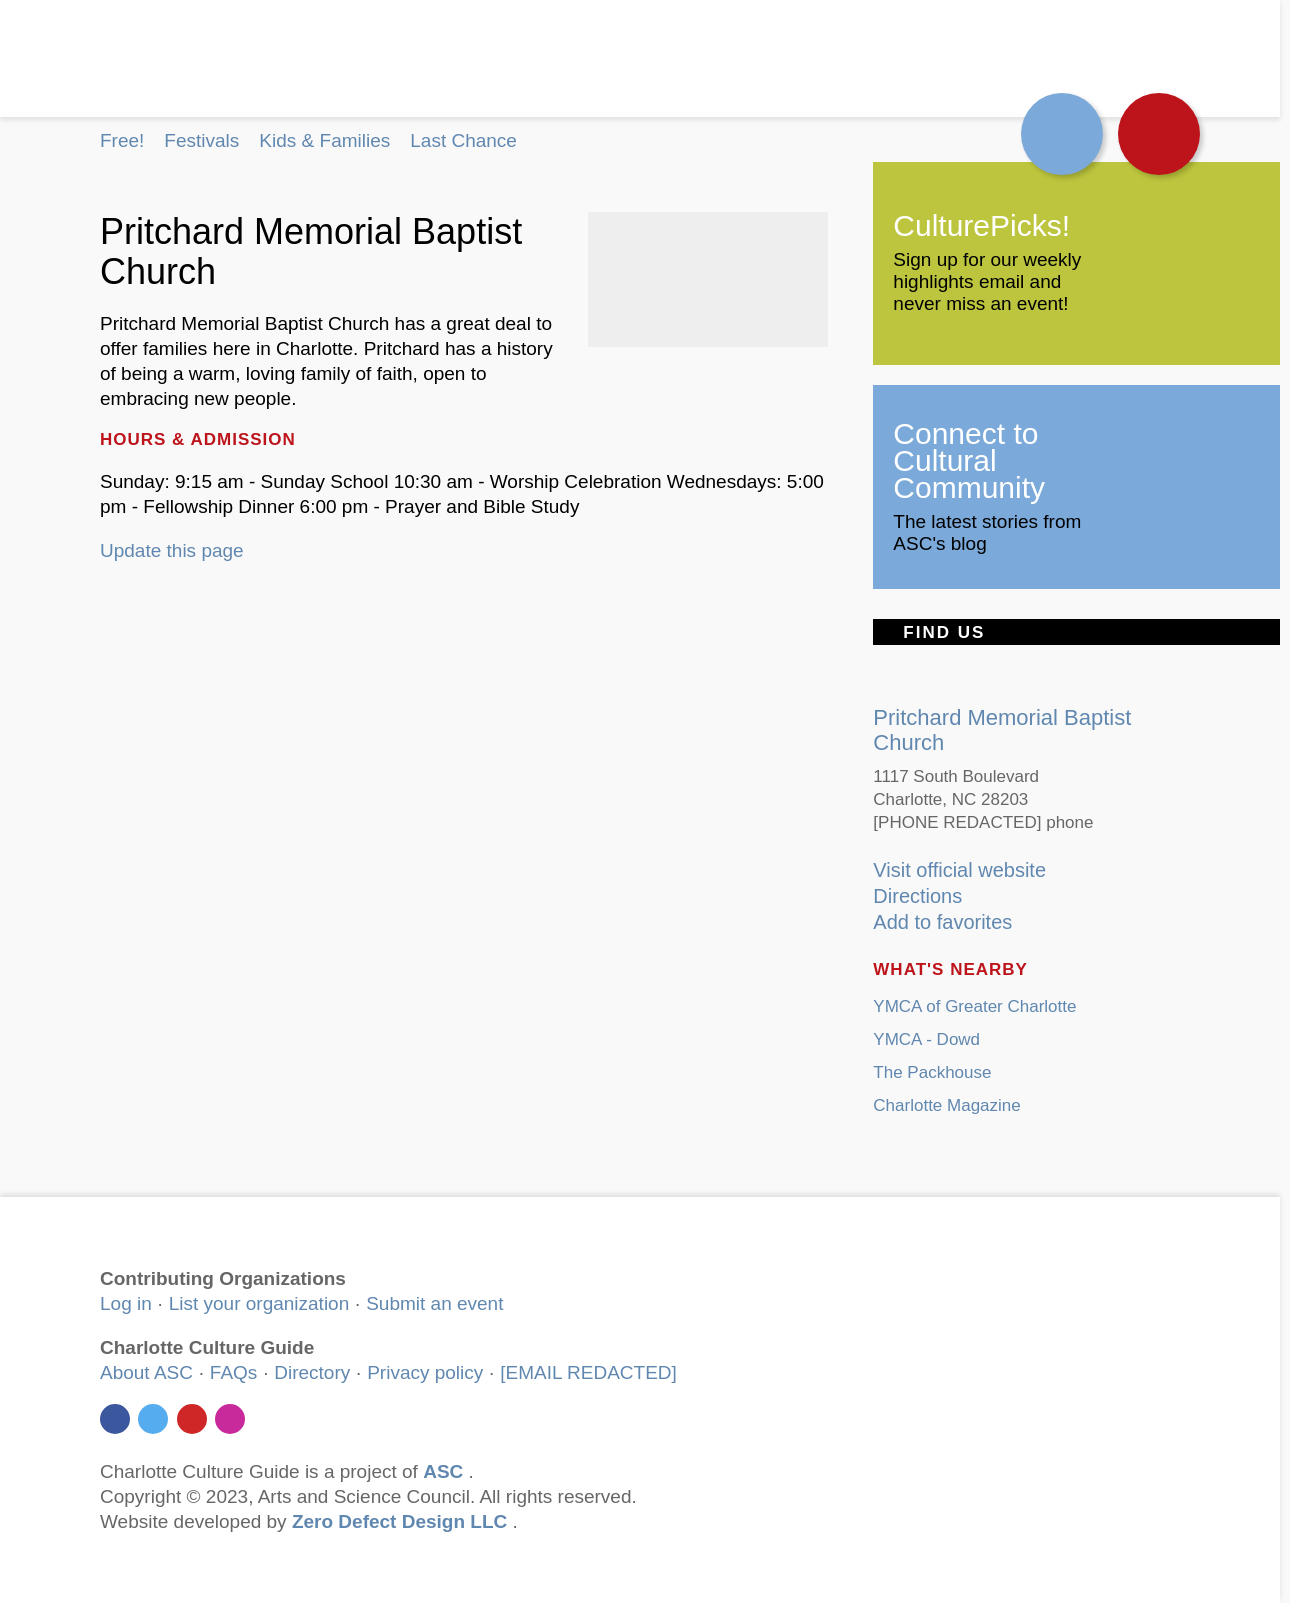 Free! Festivals Kids & Families Last Chance
Pritchard Memorial Baptist
Church
Pritchard Memorial Baptist Church has a great deal to
offer families here in Charlotte. Pritchard has a history
of being a warm, loving family of faith, open to
embracing new people.
HOURS & ADMISSION
Sunday: 9:15 am - Sunday School 10:30 am - Worship Celebration Wednesdays: 5:00
pm - Fellowship Dinner 6:00 pm - Prayer and Bible Study
Update this page
CulturePicks!
Sign up for our weekly
highlights email and
never miss an event!
Connect to
Cultural
Community
The latest stories from
ASC's blog
FIND US
Pritchard Memorial Baptist
Church
1117 South Boulevard
Charlotte, NC 28203
[PHONE REDACTED] phone
Visit official website
Directions
Add to favorites
WHAT'S NEARBY
YMCA of Greater Charlotte
YMCA - Dowd
The Packhouse
Charlotte Magazine
Contributing Organizations
Log in · List your organization · Submit an event
Charlotte Culture Guide
About ASC · FAQs · Directory · Privacy policy · [EMAIL REDACTED]
Charlotte Culture Guide is a project of ASC .
Copyright © 2023, Arts and Science Council. All rights reserved.
Website developed by Zero Defect Design LLC .